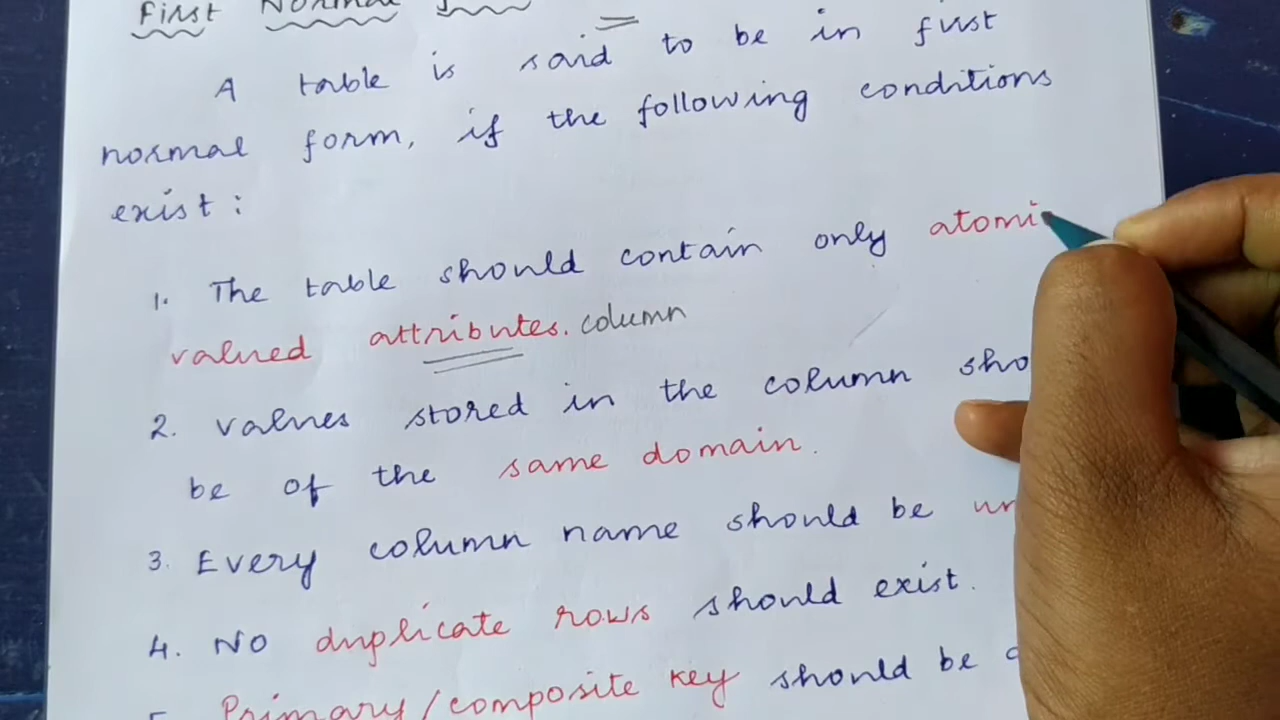 First Normal
A table is said to be in first
normal form, if the following conditions
exist :
1. The table should contain only atomi
valued attributes. column
2. values stored in the column sho
be of the same domain.
3. Every column name should be un
4. NO duplicate rows should exist.
5. Primary/composite key should be